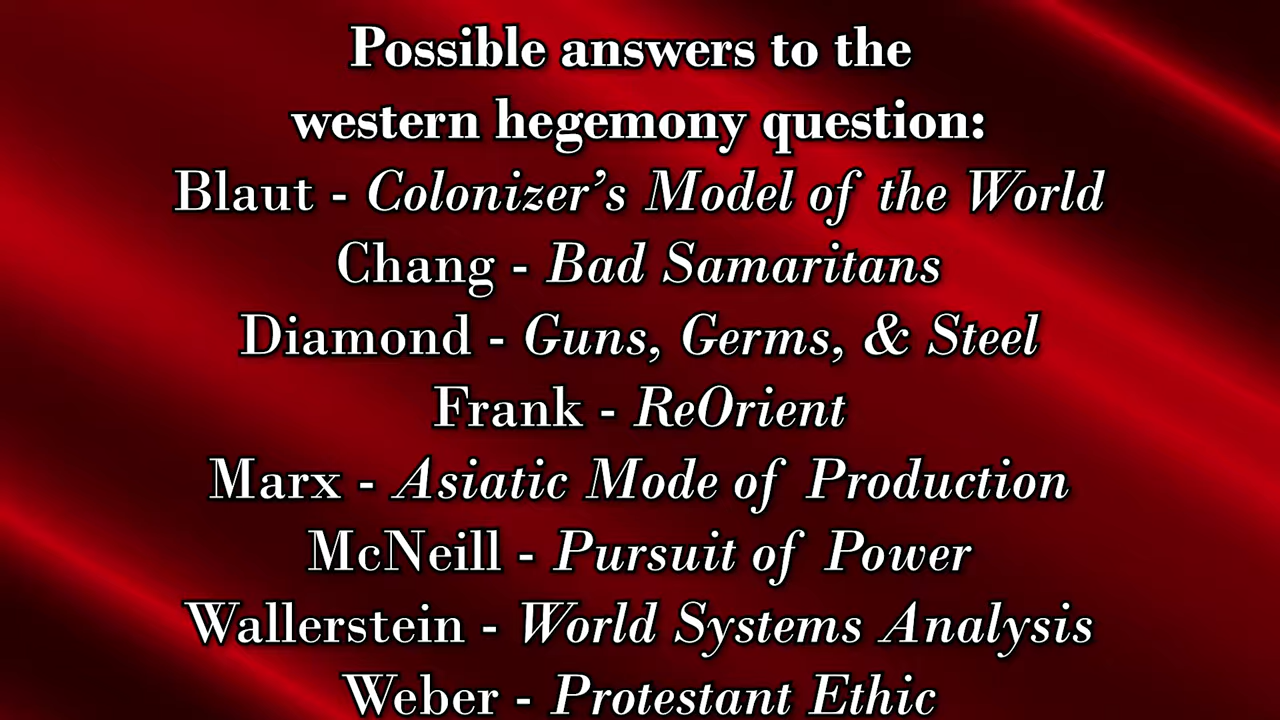 Possible answers to the
western hegemony question:
Blaut - Colonizer’s Model of the World
Chang - Bad Samaritans
Diamond - Guns, Germs, & Steel
Frank - ReOrient
Marx - Asiatic Mode of Production
McNeill - Pursuit of Power
Wallerstein - World Systems Analysis
Weber - Protestant Ethic